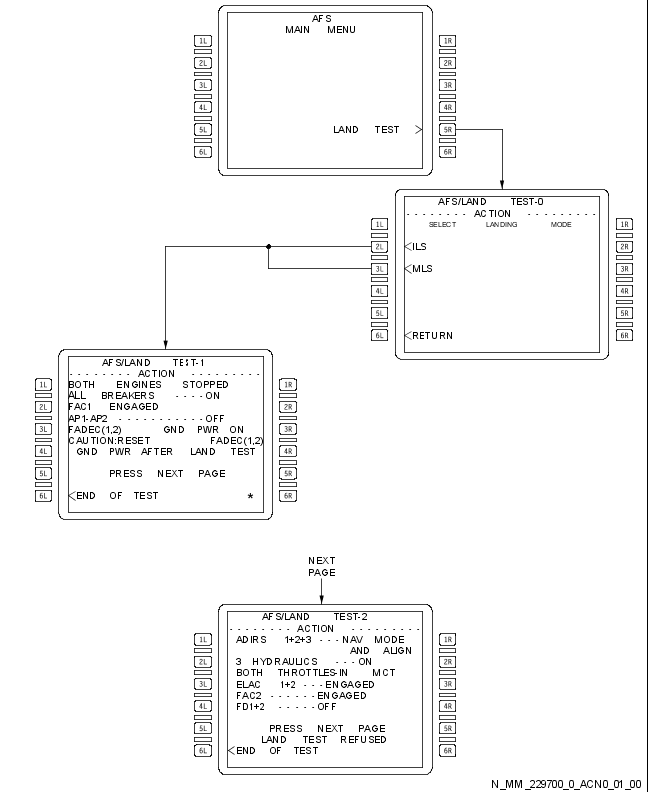 AFS
MAIN MENU
1L 1R
2L 2R
3L 3R
4L 4R
5L LAND TEST > 5R
6L 6R
AFS/LAND TEST-0
- - - - - - - - ACTION - - - - - - - - -
1L SELECT LANDING MODE 1R
2L <ILS 2R
3L <MLS 3R
4L 4R
5L 5R
6L <RETURN 6R
AFS/LAND TEST-1
- - - - - - - - ACTION - - - - - - - - -
1L BOTH ENGINES STOPPED 1R
ALL BREAKERS - - - - ON
2L FAC1 ENGAGED 2R
AP1-AP2 - - - - - - - - - - - OFF
3L FADEC(1,2) GND PWR ON 3R
CAUTION:RESET FADEC(1,2)
4L GND PWR AFTER LAND TEST 4R
5L PRESS NEXT PAGE 5R
6L <END OF TEST * 6R
NEXT
PAGE
AFS/LAND TEST-2
- - - - - - - - ACTION - - - - - - - - -
1L ADIRS 1+2+3 - - - NAV MODE 1R
AND ALIGN
2L 3 HYDRAULICS - - - ON 2R
BOTH THROTTLES-IN MCT
3L ELAC 1+2 - - - ENGAGED 3R
FAC2 - - - - - - ENGAGED
4L FD1+2 - - - - - OFF 4R
5L PRESS NEXT PAGE 5R
LAND TEST REFUSED
6L <END OF TEST 6R
N_MM_229700_0_ACN0_01_00